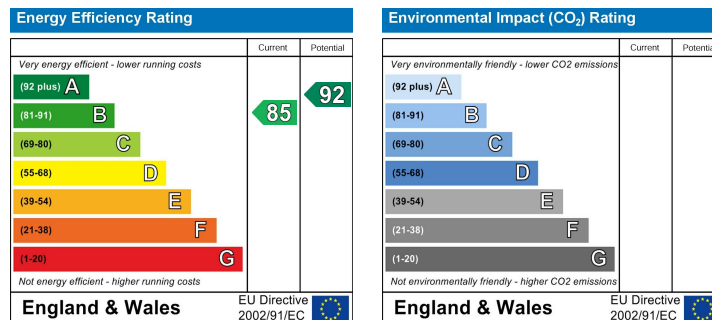 Energy Efficiency Rating
Current Potential
Very energy efficient - lower running costs
(92 plus) A
(81-91) B
(69-80) C
(55-68) D
(39-54) E
(21-38) F
(1-20) G
85
92
Not energy efficient - higher running costs
England & Wales
EU Directive
2002/91/EC
Environmental Impact (CO₂) Rating
Current Potential
Very environmentally friendly - lower CO2 emissions
(92 plus) A
(81-91) B
(69-80) C
(55-68) D
(39-54) E
(21-38) F
(1-20) G
Not environmentally friendly - higher CO2 emissions
England & Wales
EU Directive
2002/91/EC